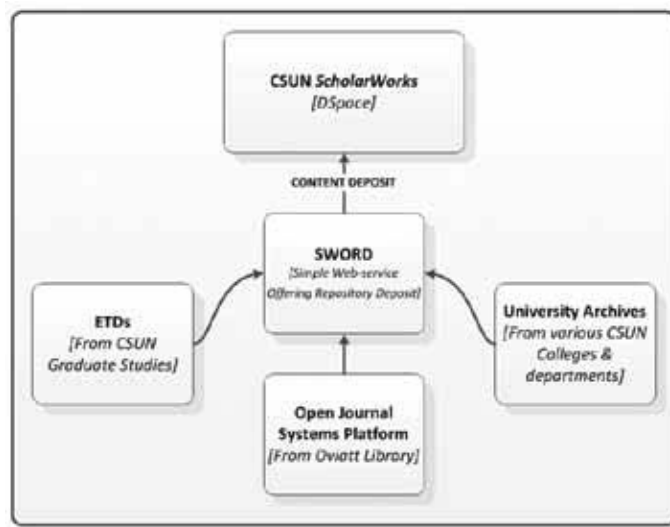 CSUN ScholarWorks
[DSpace]
CONTENT DEPOSIT
SWORD
[Simple Web-service
Offering Repository Deposit]
ETDs
[From CSUN
Graduate Studies]
University Archives
[From various CSUN
Colleges &
departments]
Open Journal
Systems Platform
[From Oviatt Library]